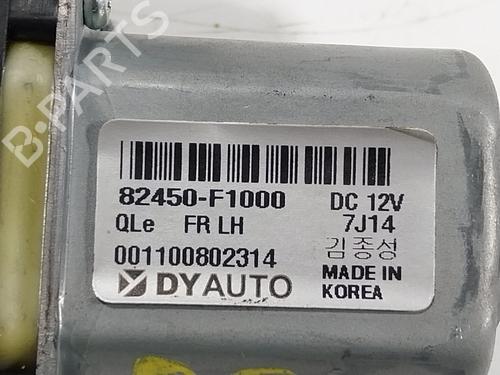 B-PARTS
82450-F1000 DC 12V
QLe FR LH 7J14
001100802314 김종성
DYAUTO MADE IN
KOREA